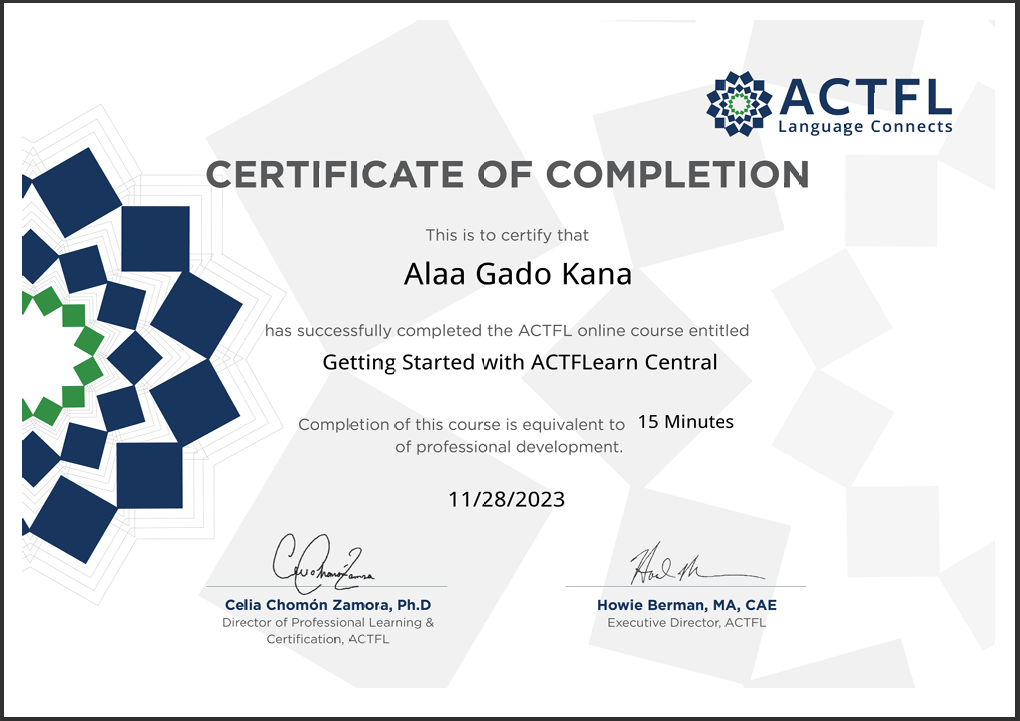 ACTFL
Language Connects
CERTIFICATE OF COMPLETION
This is to certify that
Alaa Gado Kana
has successfully completed the ACTFL online course entitled
Getting Started with ACTFLearn Central
Completion of this course is equivalent to 15 Minutes
of professional development.
11/28/2023
Celia Chomón Zamora, Ph.D
Director of Professional Learning &
Certification, ACTFL
Howie Berman, MA, CAE
Executive Director, ACTFL